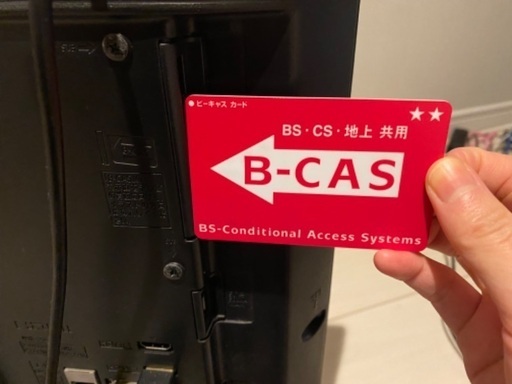 ● ビーキャス カード
★★
BS・CS・地上 共用
B-CAS
BS-Conditional Access Systems